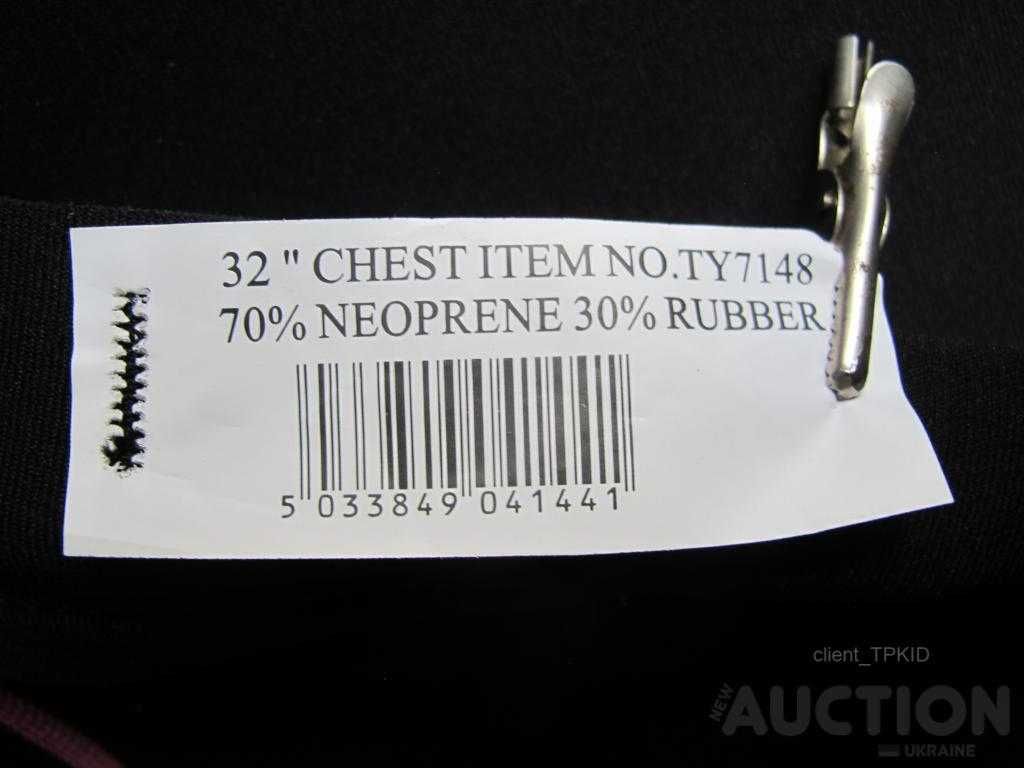 32 " CHEST ITEM NO.TY7148
70% NEOPRENE 30% RUBBER
5 033849 041441
client_TPKID
NEW AUCTION
UKRAINE